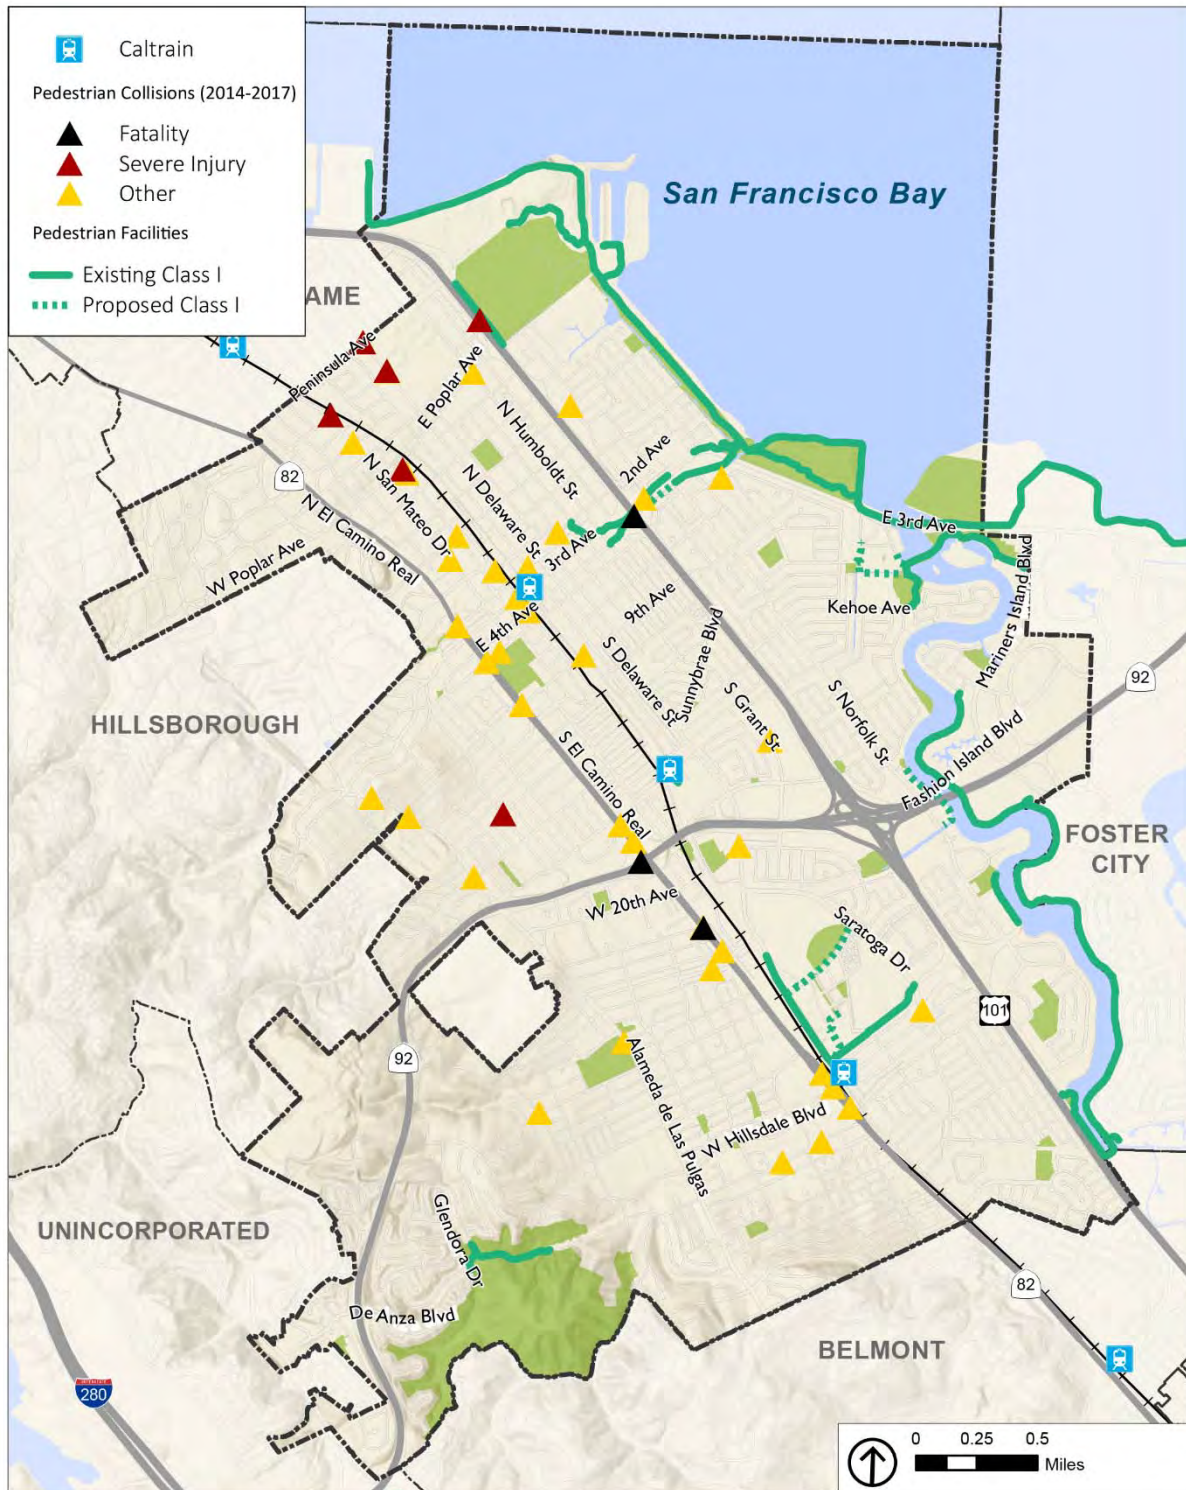 Caltrain
Pedestrian Collisions (2014-2017)
Fatality
Severe Injury
Other
Pedestrian Facilities
Existing Class I
Proposed Class I
San Francisco Bay
AME
Peninsula Ave
E Poplar Ave
N Humboldt St
2nd Ave
82
N San Mateo Dr
N Delaware St
N El Camino Real
3rd Ave
E 3rd Ave
W Poplar Ave
Kehoe Ave
Mariners Island Blvd
E 4th Ave
9th Ave
S Delaware St
Sunnybrae Blvd
S Grant St
S Norfolk St
92
HILLSBOROUGH
S El Camino Real
Fashion Island Blvd
FOSTER
CITY
W 20th Ave
Saratoga Dr
101
92
Alameda de Las Pulgas
W Hillsdale Blvd
UNINCORPORATED
Glendora Dr
De Anza Blvd
82
BELMONT
INTERSTATE
280
0 0.25 0.5
Miles